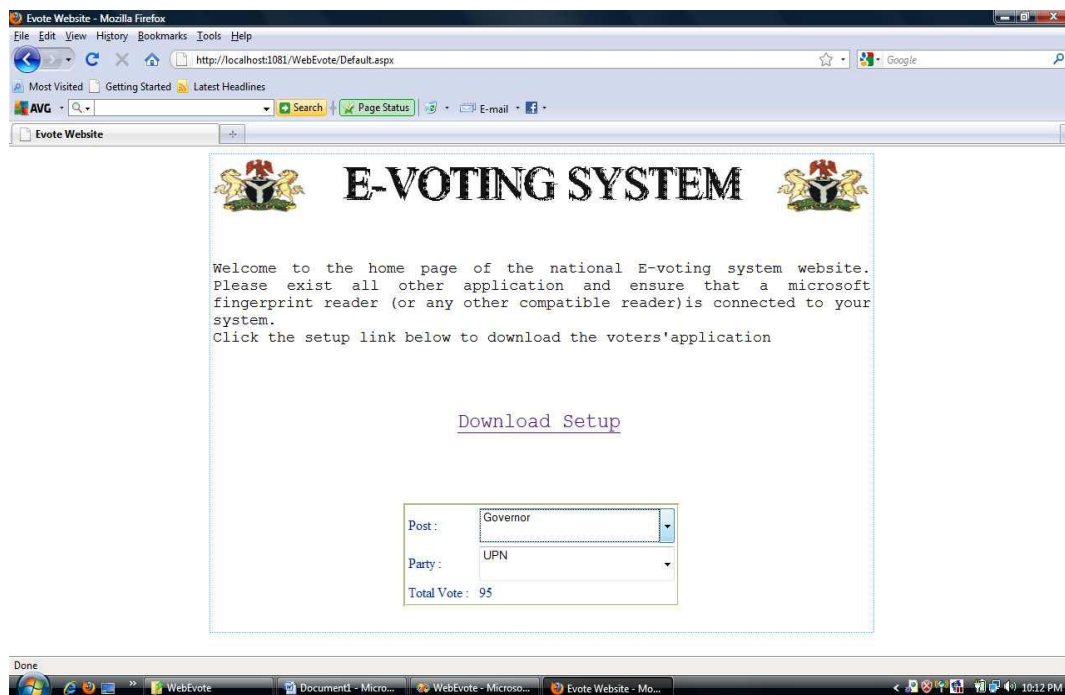 Evote Website - Mozilla Firefox
File Edit View History Bookmarks Tools Help
http://localhost:1081/WebEvote/Default.aspx
Google
Most Visited Getting Started Latest Headlines
AVG Search Page Status E-mail
Evote Website
E-VOTING SYSTEM
Welcome to the home page of the national E-voting system website.
Please exist all other application and ensure that a microsoft
fingerprint reader (or any other compatible reader)is connected to your
system.
Click the setup link below to download the voters'application
Download Setup
Post : Governor
Party : UPN
Total Vote : 95
Done
WebEvote Document1 - Micro... WebEvote - Microso... Evote Website - Mo... 10:12 PM